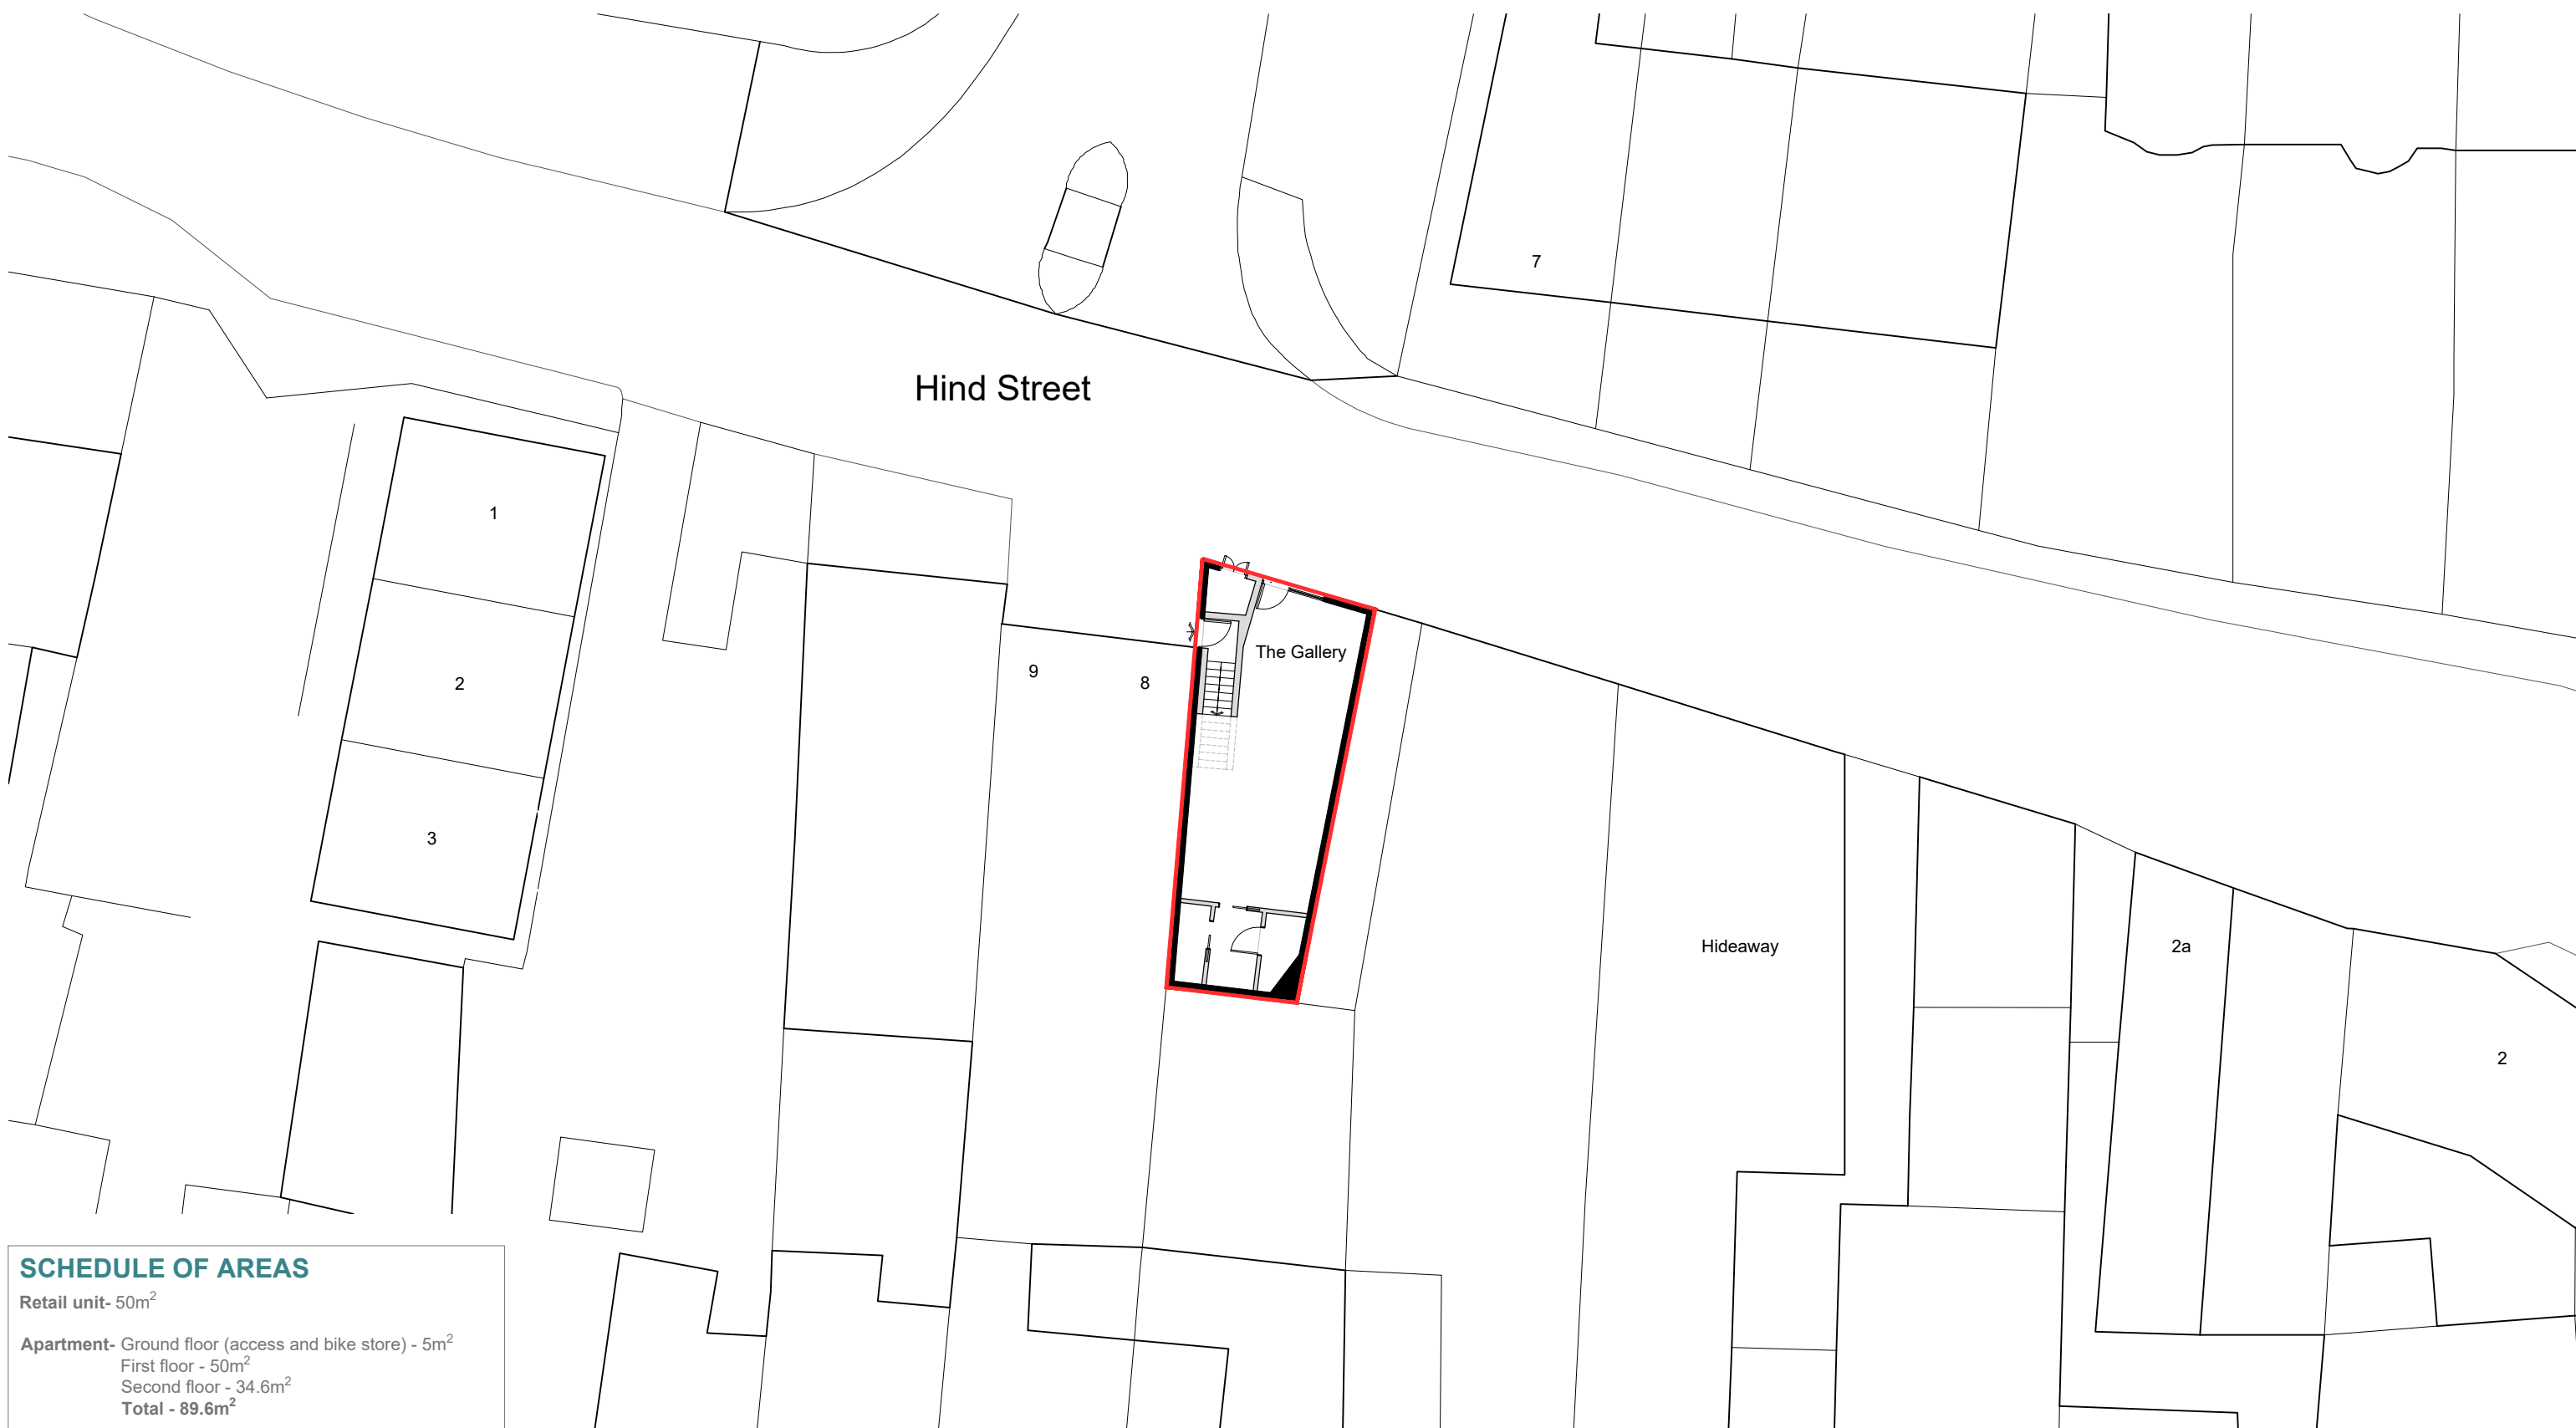 7
Hind Street
1
The Gallery
9
8
2
3
Hideaway
2a
2
SCHEDULE OF AREAS
Retail unit- 50m²
Apartment- Ground floor (access and bike store) - 5m²
First floor - 50m²
Second floor - 34.6m²
Total - 89.6m²